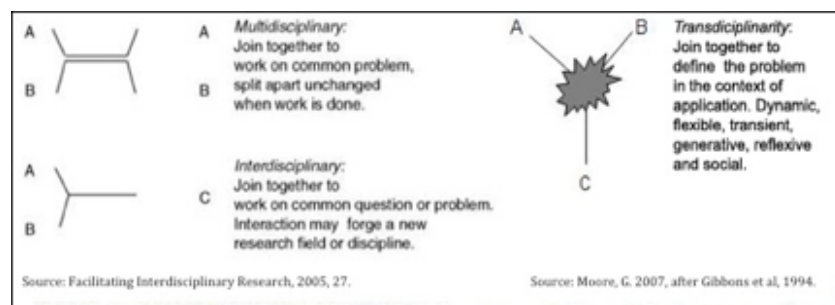 A
B
A
B
Multidisciplinary:
Join together to
work on common problem,
split apart unchanged
when work is done.
A
B
C
Interdisciplinary:
Join together to
work on common question or problem.
Interaction may forge a new
research field or discipline.
Source: Facilitating Interdisciplinary Research, 2005, 27.
A
B
C
Transdiciplinarity:
Join together to
define the problem
in the context of
application. Dynamic,
flexible, transient,
generative, reflexive
and social.
Source: Moore, G. 2007, after Gibbons et al, 1994.